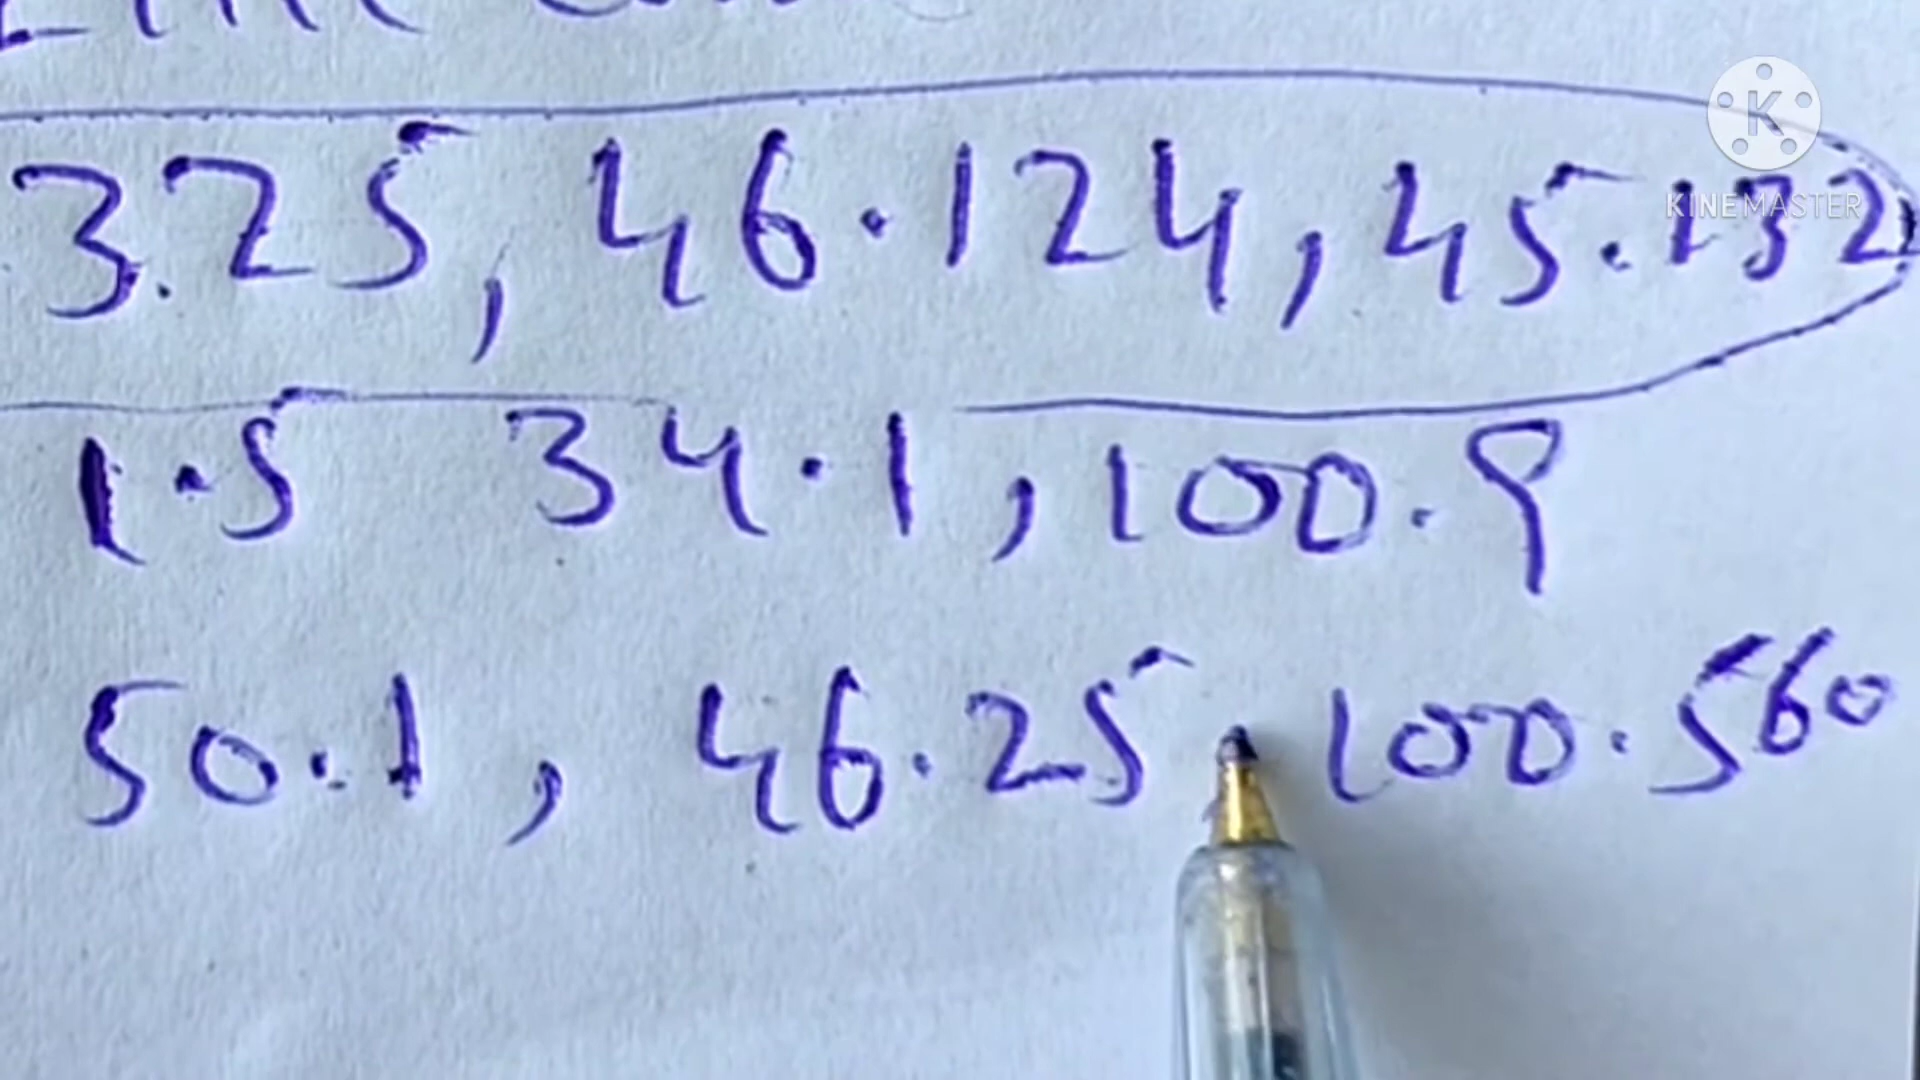 K
KINEMASTER
3.25, 46.124, 45.132
1.5 34.1, 100.9
50.1, 46.25 100.560